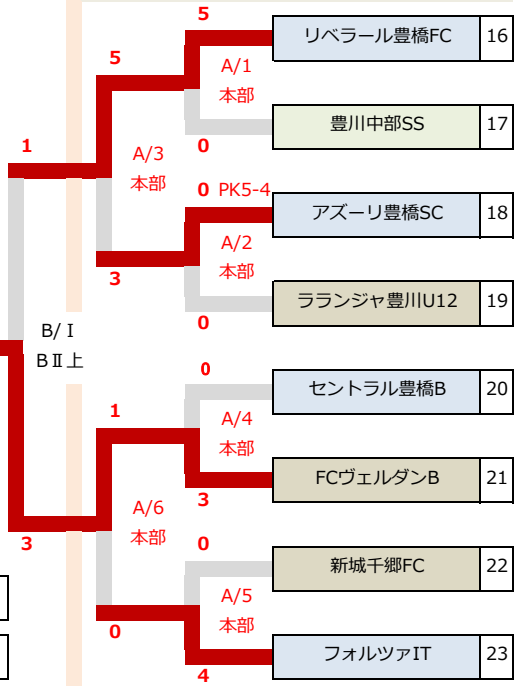 5
リベラール豊橋FC 16
5
A/1
本部
豊川中部SS 17
1
0
A/3
本部
0 PK5-4
アズーリ豊橋SC 18
A/2
本部
3
ラランジャ豊川U12 19
0
B/Ⅰ
BⅡ上
0
セントラル豊橋B 20
1
A/4
本部
FCヴェルダンB 21
3
A/6
本部
3
0
新城千郷FC 22
A/5
本部
0
フォルツァIT 23
4